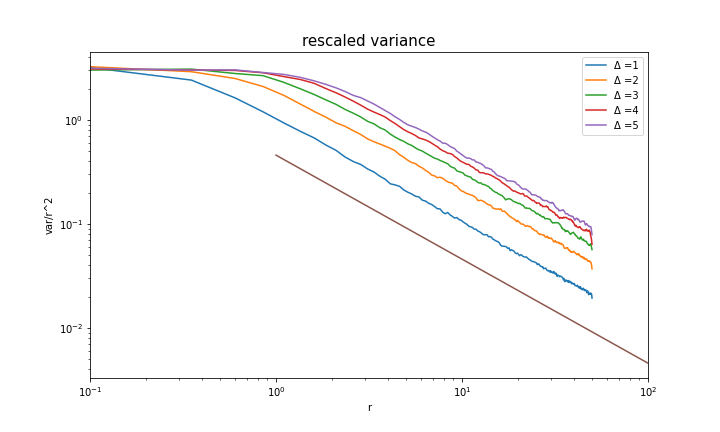 rescaled variance
Δ =1
Δ =2
Δ =3
Δ =4
Δ =5
var/r^2
10^0
10^−1
10^−2
10^−1
10^0
10^1
10^2
r